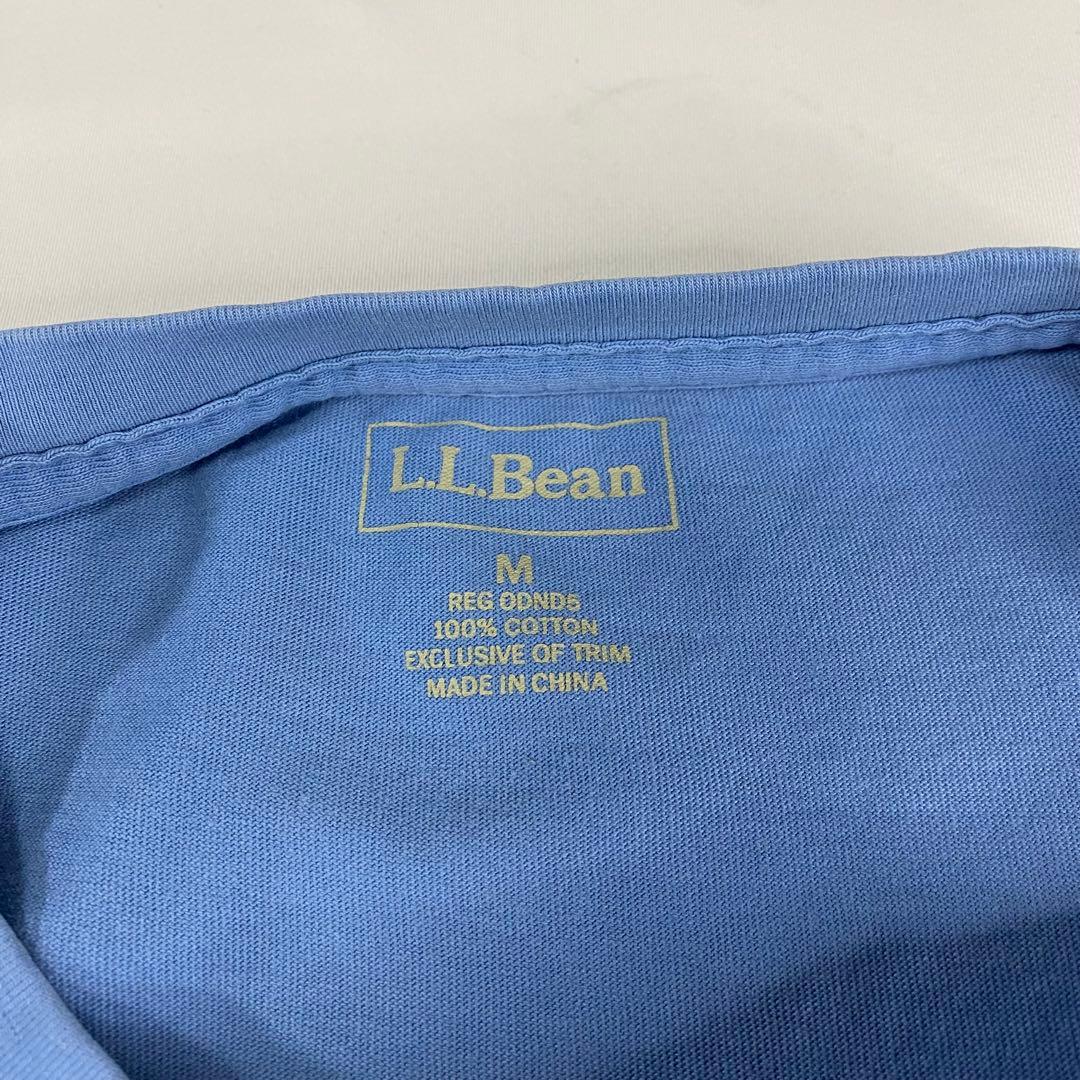 L.L.Bean
M
REG ODND5
100% COTTON
EXCLUSIVE OF TRIM
MADE IN CHINA